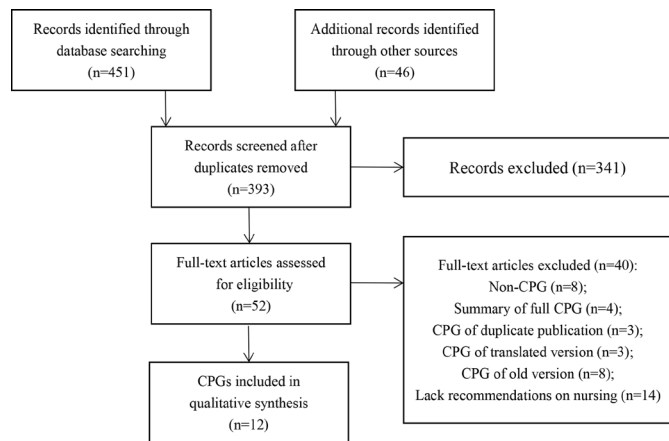 Records identified through
database searching
(n=451)
Additional records identified
through other sources
(n=46)
Records screened after
duplicates removed
(n=393)
Records excluded (n=341)
Full-text articles assessed
for eligibility
(n=52)
Full-text articles excluded (n=40):
Non-CPG (n=8);
Summary of full CPG (n=4);
CPG of duplicate publication (n=3);
CPG of translated version (n=3);
CPG of old version (n=8);
Lack recommendations on nursing (n=14)
CPGs included in
qualitative synthesis
(n=12)